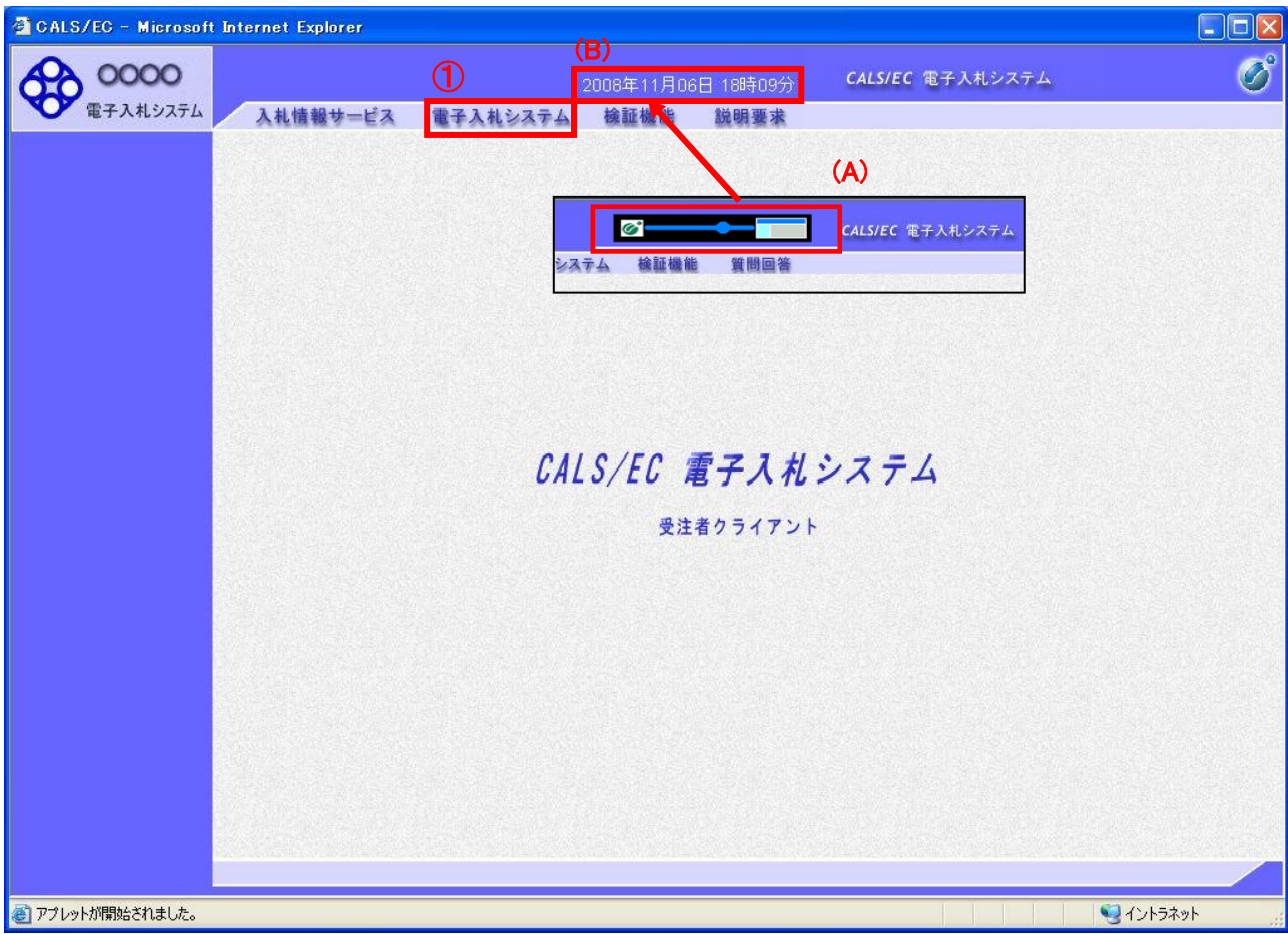 CALS/EC - Microsoft Internet Explorer
〇〇〇〇
電子入札システム
①
(B)
2008年11月06日 18時09分
CALS/EC 電子入札システム
入札情報サービス 電子入札システム 検証機能 説明要求
(A)
CALS/EC 電子入札システム
システム 検証機能 質問回答
CALS/EC 電子入札システム
受注者クライアント
アプレットが開始されました。 イントラネット